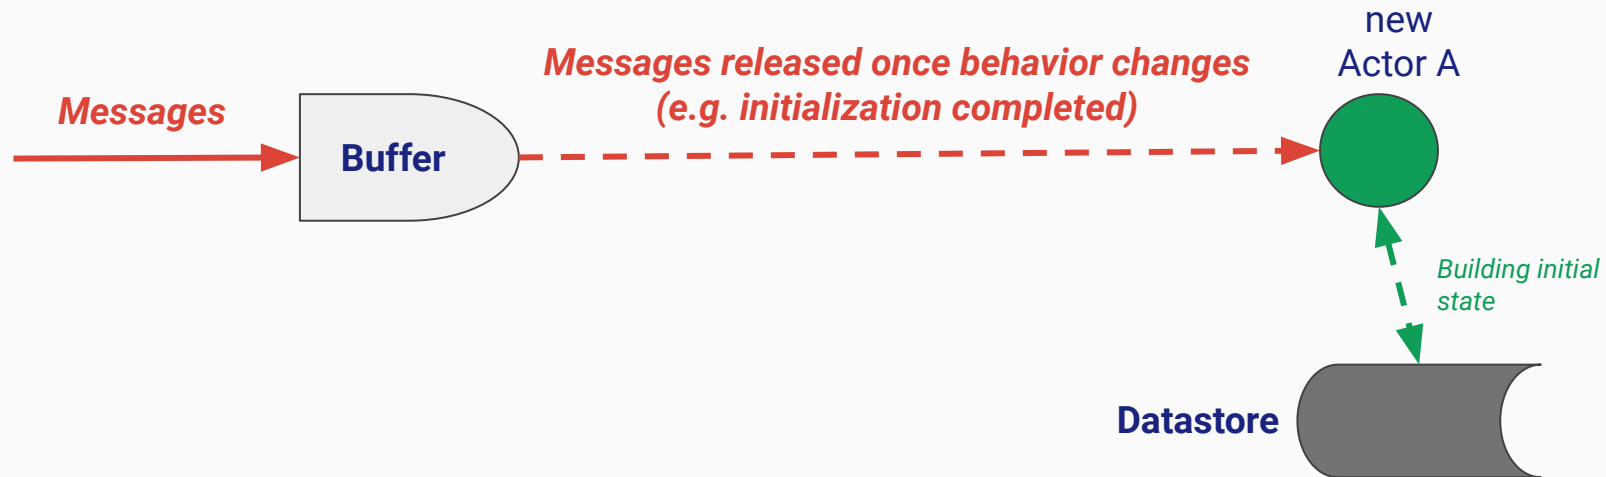 new
Actor A
Messages released once behavior changes
(e.g. initialization completed)
Messages
Buffer
Building initial
state
Datastore